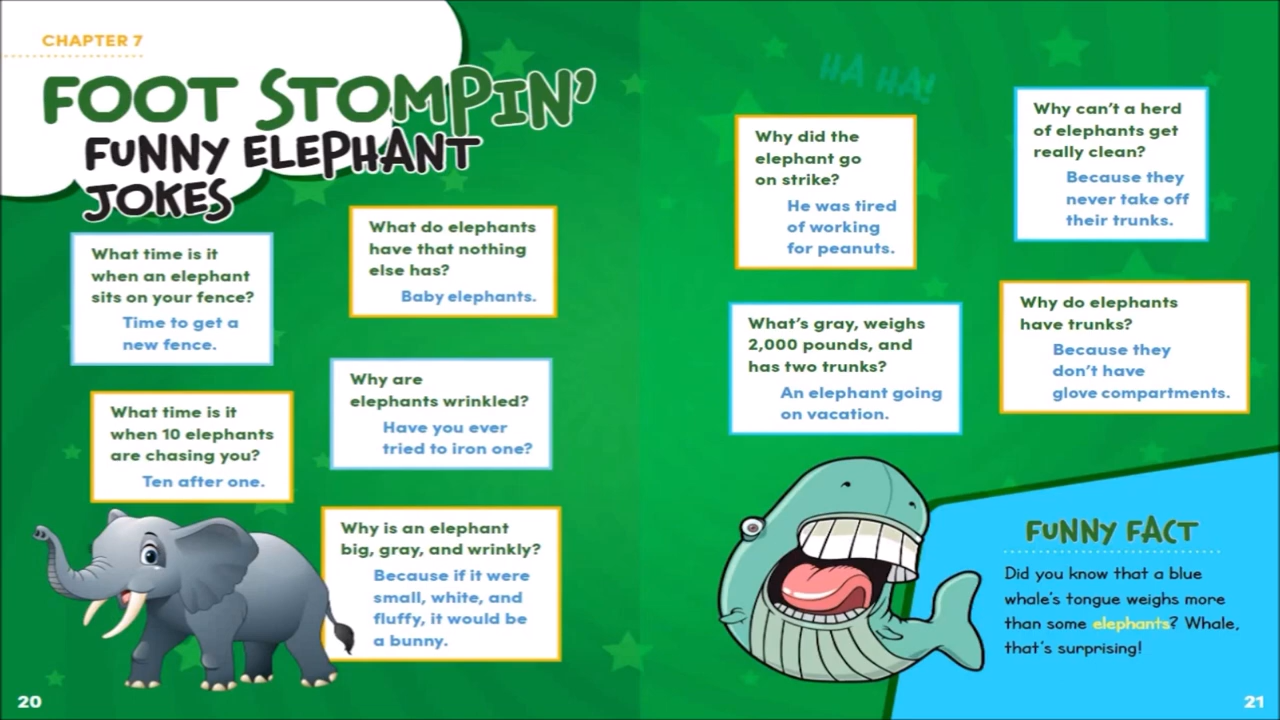 CHAPTER 7
FOOT STOMPIN'
FUNNY ELEPHANT
JOKES
What time is it
when an elephant
sits on your fence?
Time to get a
new fence.
What do elephants
have that nothing
else has?
Baby elephants.
What time is it
when 10 elephants
are chasing you?
Ten after one.
Why are
elephants wrinkled?
Have you ever
tried to iron one?
Why is an elephant
big, gray, and wrinkly?
Because if it were
small, white, and
fluffy, it would be
a bunny.
20
HA HA!
Why did the
elephant go
on strike?
He was tired
of working
for peanuts.
Why can't a herd
of elephants get
really clean?
Because they
never take off
their trunks.
What's gray, weighs
2,000 pounds, and
has two trunks?
An elephant going
on vacation.
Why do elephants
have trunks?
Because they
don't have
glove compartments.
FUNNY FACT
Did you know that a blue
whale's tongue weighs more
than some elephants? Whale,
that's surprising!
21